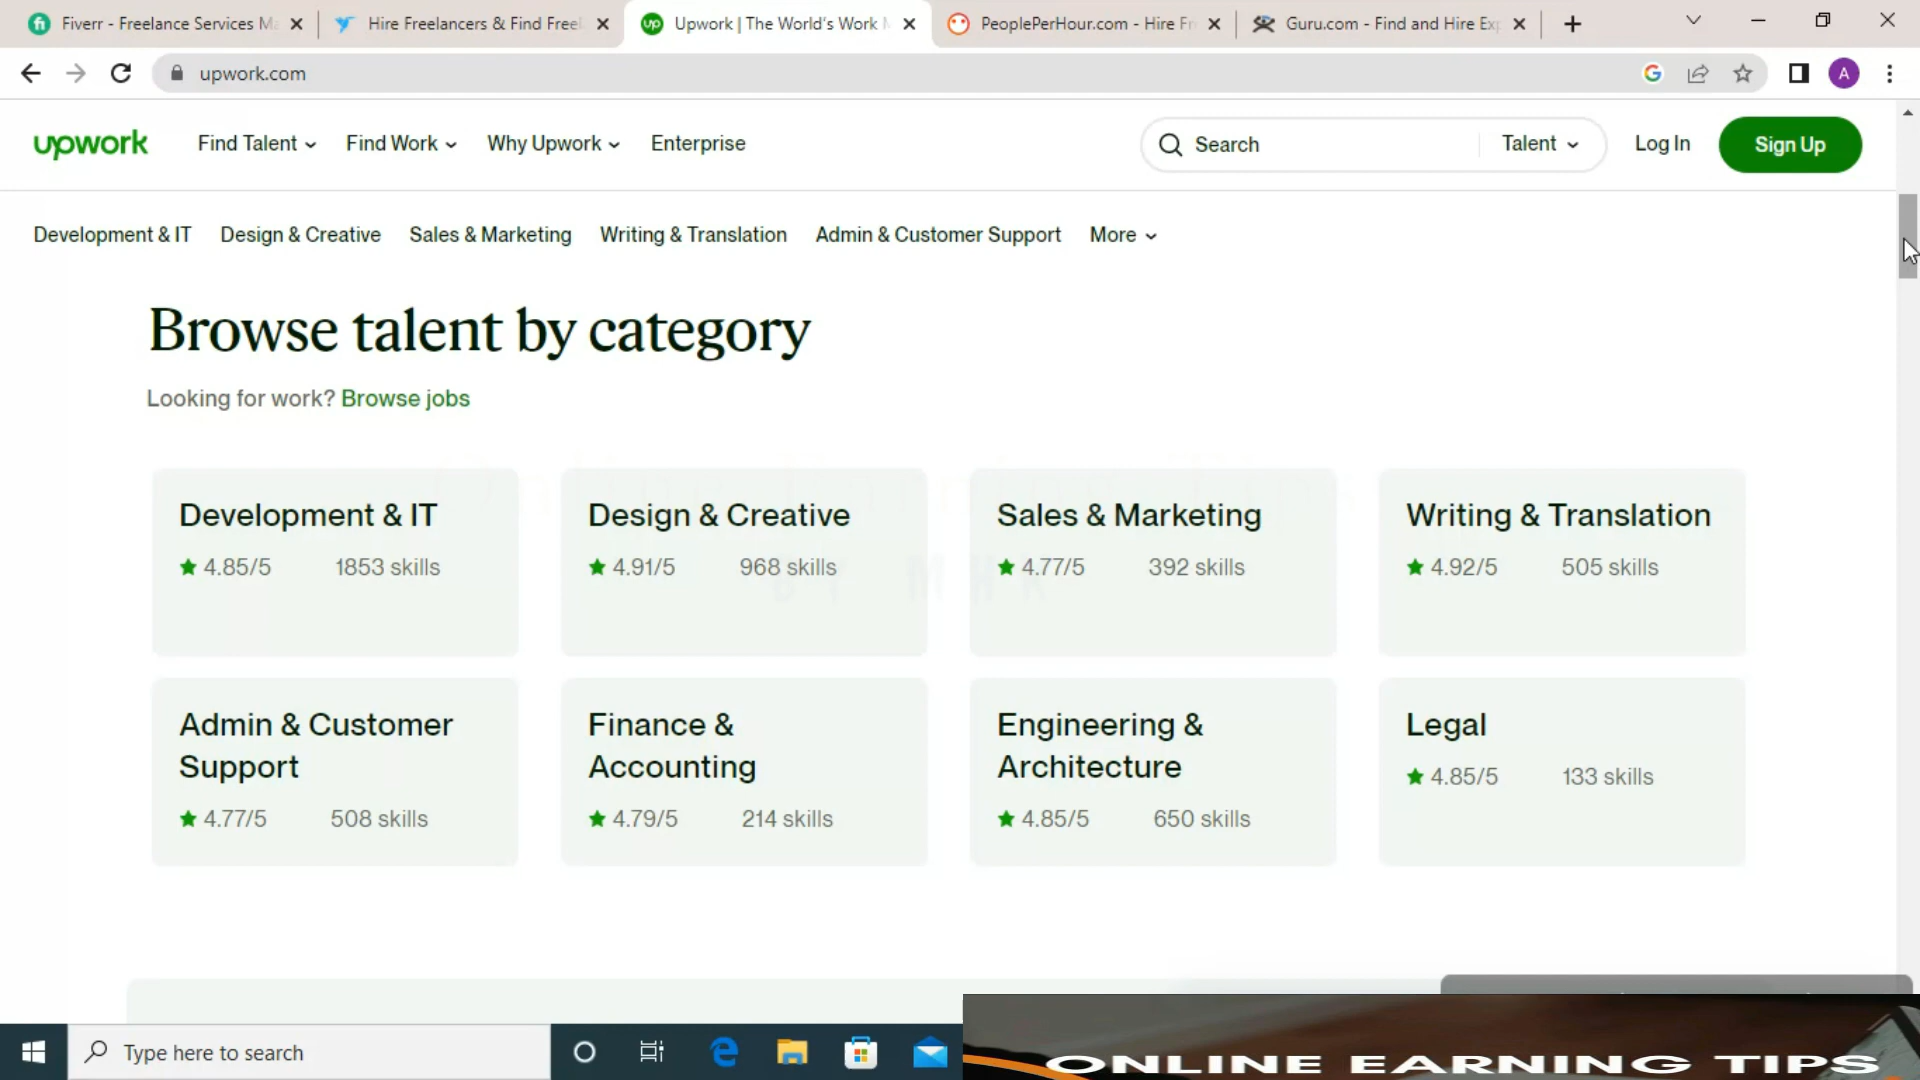 Fiverr - Freelance Services Ma
Hire Freelancers & Find Freel
Upwork | The World's Work M
PeoplePerHour.com - Hire Fr
Guru.com - Find and Hire Exp
upwork.com
A
upwork
Find Talent
Find Work
Why Upwork
Enterprise
Search
Talent
Log In
Sign Up
Development & IT
Design & Creative
Sales & Marketing
Writing & Translation
Admin & Customer Support
More
Browse talent by category
Looking for work? Browse jobs
Development & IT
4.85/5 1853 skills
Design & Creative
4.91/5 968 skills
Sales & Marketing
4.77/5 392 skills
Writing & Translation
4.92/5 505 skills
BY MHK
Admin & Customer
Support
4.77/5 508 skills
Finance &
Accounting
4.79/5 214 skills
Engineering &
Architecture
4.85/5 650 skills
Legal
4.85/5 133 skills
Type here to search
ONLINE EARNING TIPS